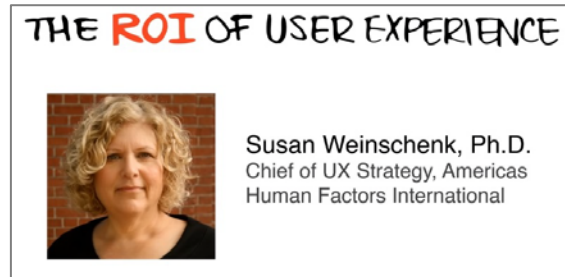 THE ROI OF USER EXPERIENCE
Susan Weinschenk, Ph.D.
Chief of UX Strategy, Americas
Human Factors International